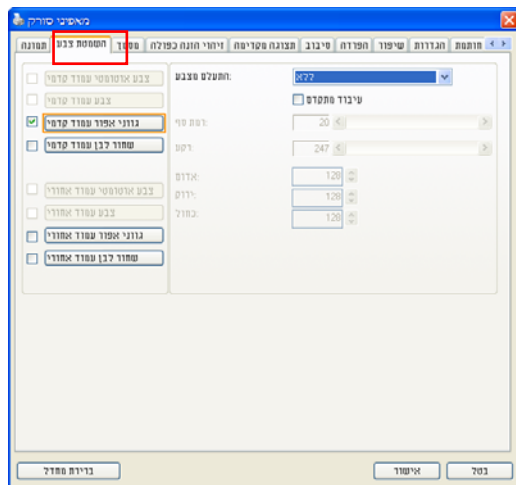 מאפיני סורק
תמונה השמטת צבע מסמך זיהוי הזנה כפולה תצוגה מקדימה סיבוב הפרדה שיפור הגדרות חותמת
צבע אוטומטי עמוד קדמי
צבע עמוד קדמי
גווני אפור עמוד קדמי
שחור לבן עמוד קדמי
צבע אוטומטי עמוד אחורי
צבע עמוד אחורי
גווני אפור עמוד אחורי
שחור לבן עמוד אחורי
התעלם מצבע:
ללא
עיבוד מתקדם
רמת סף:
20
רקע:
247
אדום:
128
ירוק:
128
כחול:
128
ברירת מחדל
אישור
בטל